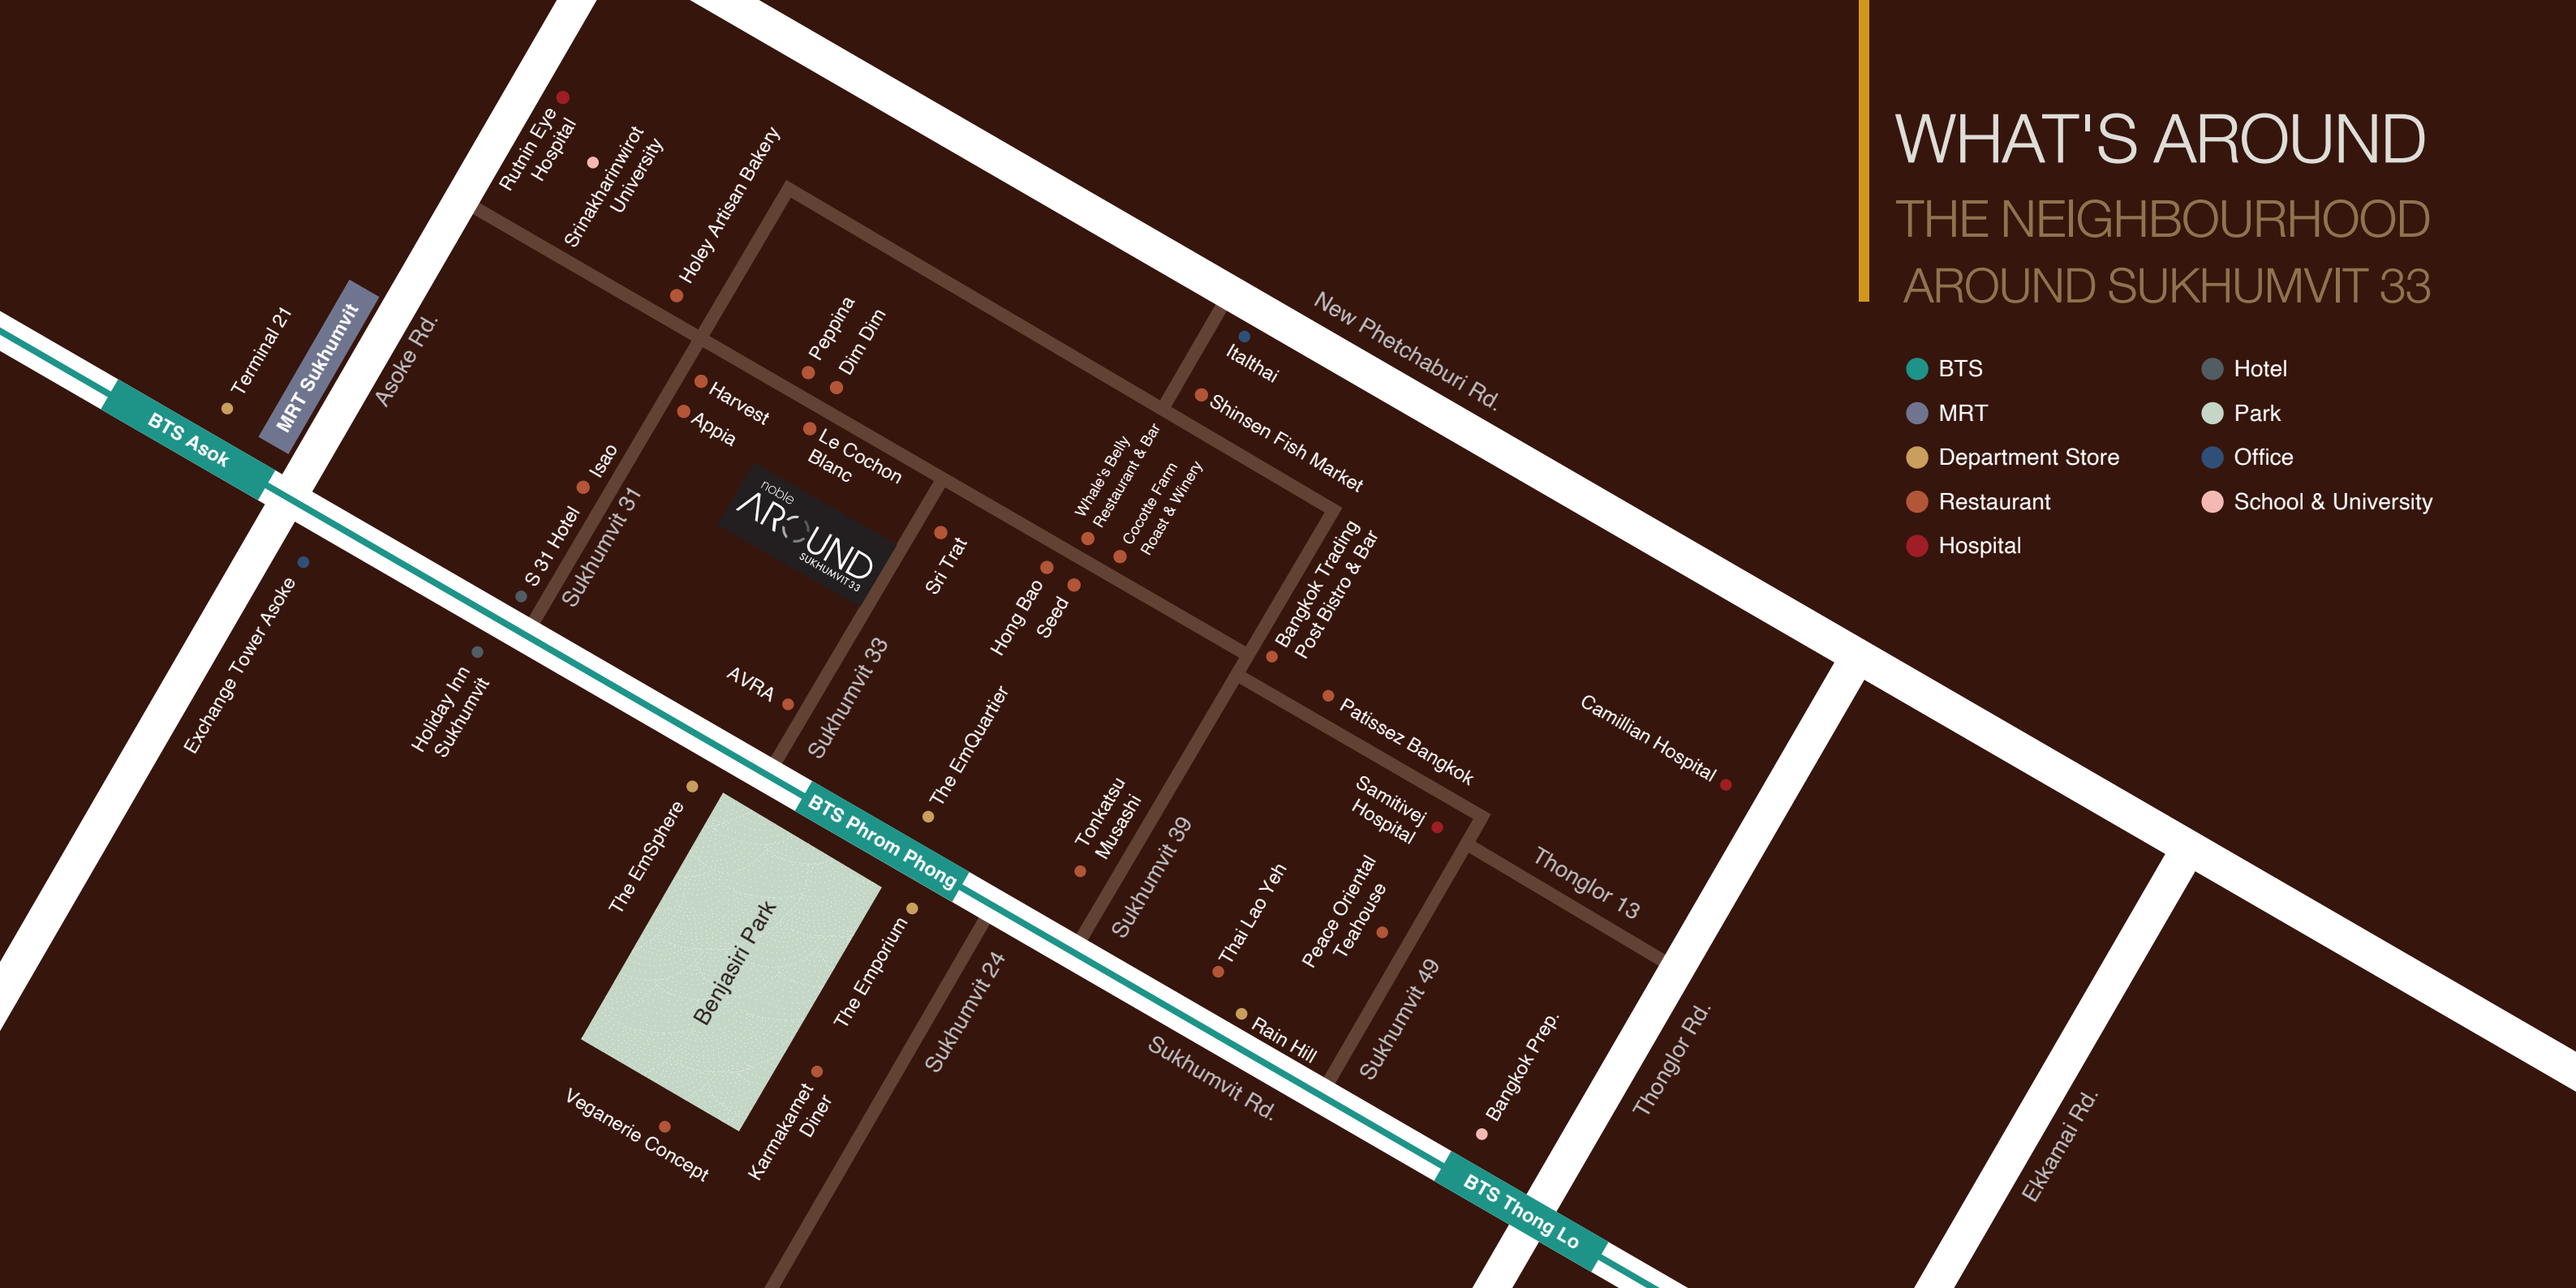 WHAT'S AROUND
THE NEIGHBOURHOOD
AROUND SUKHUMVIT 33
BTS
MRT
Department Store
Restaurant
Hospital
Hotel
Park
Office
School & University
Rutnin Eye
Hospital
Srinakharinwirot
University
Holey Artisan Bakery
Terminal 21
MRT Sukhumvit
Asoke Rd.
BTS Asok
Peppina
Dim Dim
Harvest
Appia
Le Cochon
Blanc
Italthai
New Phetchaburi Rd.
Shinsen Fish Market
Isao
S 31 Hotel
Sukhumvit 31
noble
AROUND
SUKHUMVIT33
Sri Trat
Whale's Belly
Restaurant & Bar
Cocotte Farm
Roast & Winery
Hong Bao
Seed
Bangkok Trading
Post Bistro & Bar
Exchange Tower Asoke
Holiday Inn
Sukhumvit
AVRA
Sukhumvit 33
The EmQuartier
Patissez Bangkok
Camillian Hospital
The EmSphere
BTS Phrom Phong
Tonkatsu
Musashi
Sukhumvit 39
Samitivej
Hospital
Thonglor 13
Thai Lao Yeh
Peace Oriental
Teahouse
Benjasiri Park
The Emporium
Sukhumvit 24
Sukhumvit Rd.
Rain Hill
Sukhumvit 49
Bangkok Prep.
Thonglor Rd.
Ekkamai Rd.
Veganerie Concept
Karmakamet
Diner
BTS Thong Lo